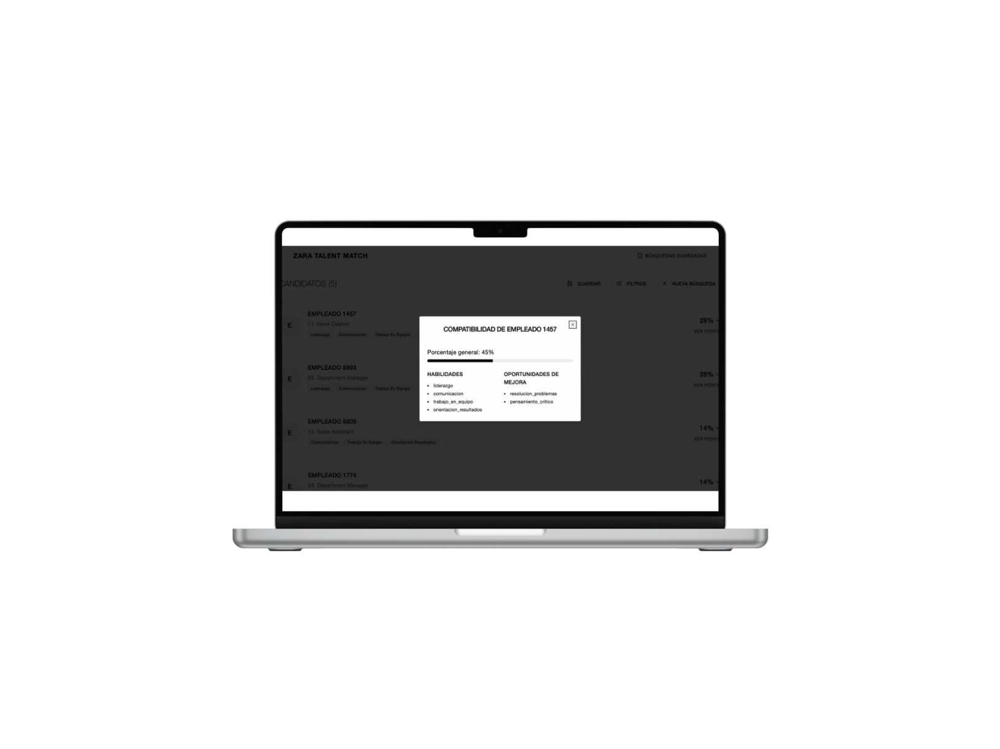 ZARA TALENT MATCH
BÚSQUEDAS GUARDADAS
CANDIDATOS (5)
GUARDAR
FILTROS
NUEVA BÚSQUEDA
E
EMPLEADO 1457
11. Head Cashier
Liderazgo Comunicacion Trabajo En Equipo
28%
VER PERFI
E
EMPLEADO 8993
03. Department Manager
Liderazgo Comunicacion Trabajo En Equipo
28%
VER PERFI
E
EMPLEADO 8809
13. Sales Assistant
Comunicacion Trabajo En Equipo Orientacion Resultados
14%
VER PERFI
E
EMPLEADO 1774
03. Department Manager
14%
COMPATIBILIDAD DE EMPLEADO 1457
Porcentaje general: 45%
HABILIDADES
• liderazgo
• comunicacion
• trabajo_en_equipo
• orientacion_resultados
OPORTUNIDADES DE
MEJORA
• resolucion_problemas
• pensamiento_critico